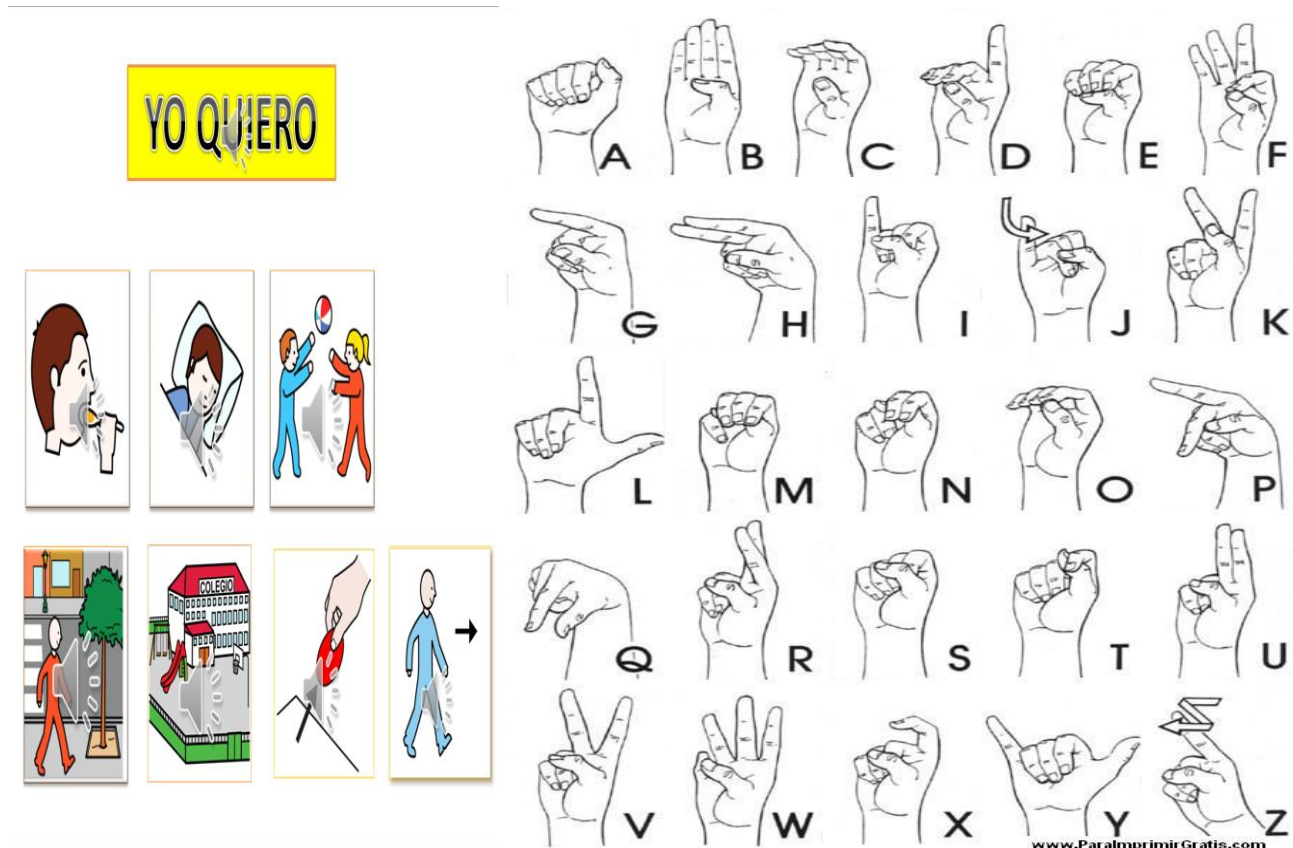 YO QUIERO
COLEGIO
A B C D E F
G H I J K
L M N O P
Q R S T U
V W X Y Z
www.ParaImprimirGratis.com